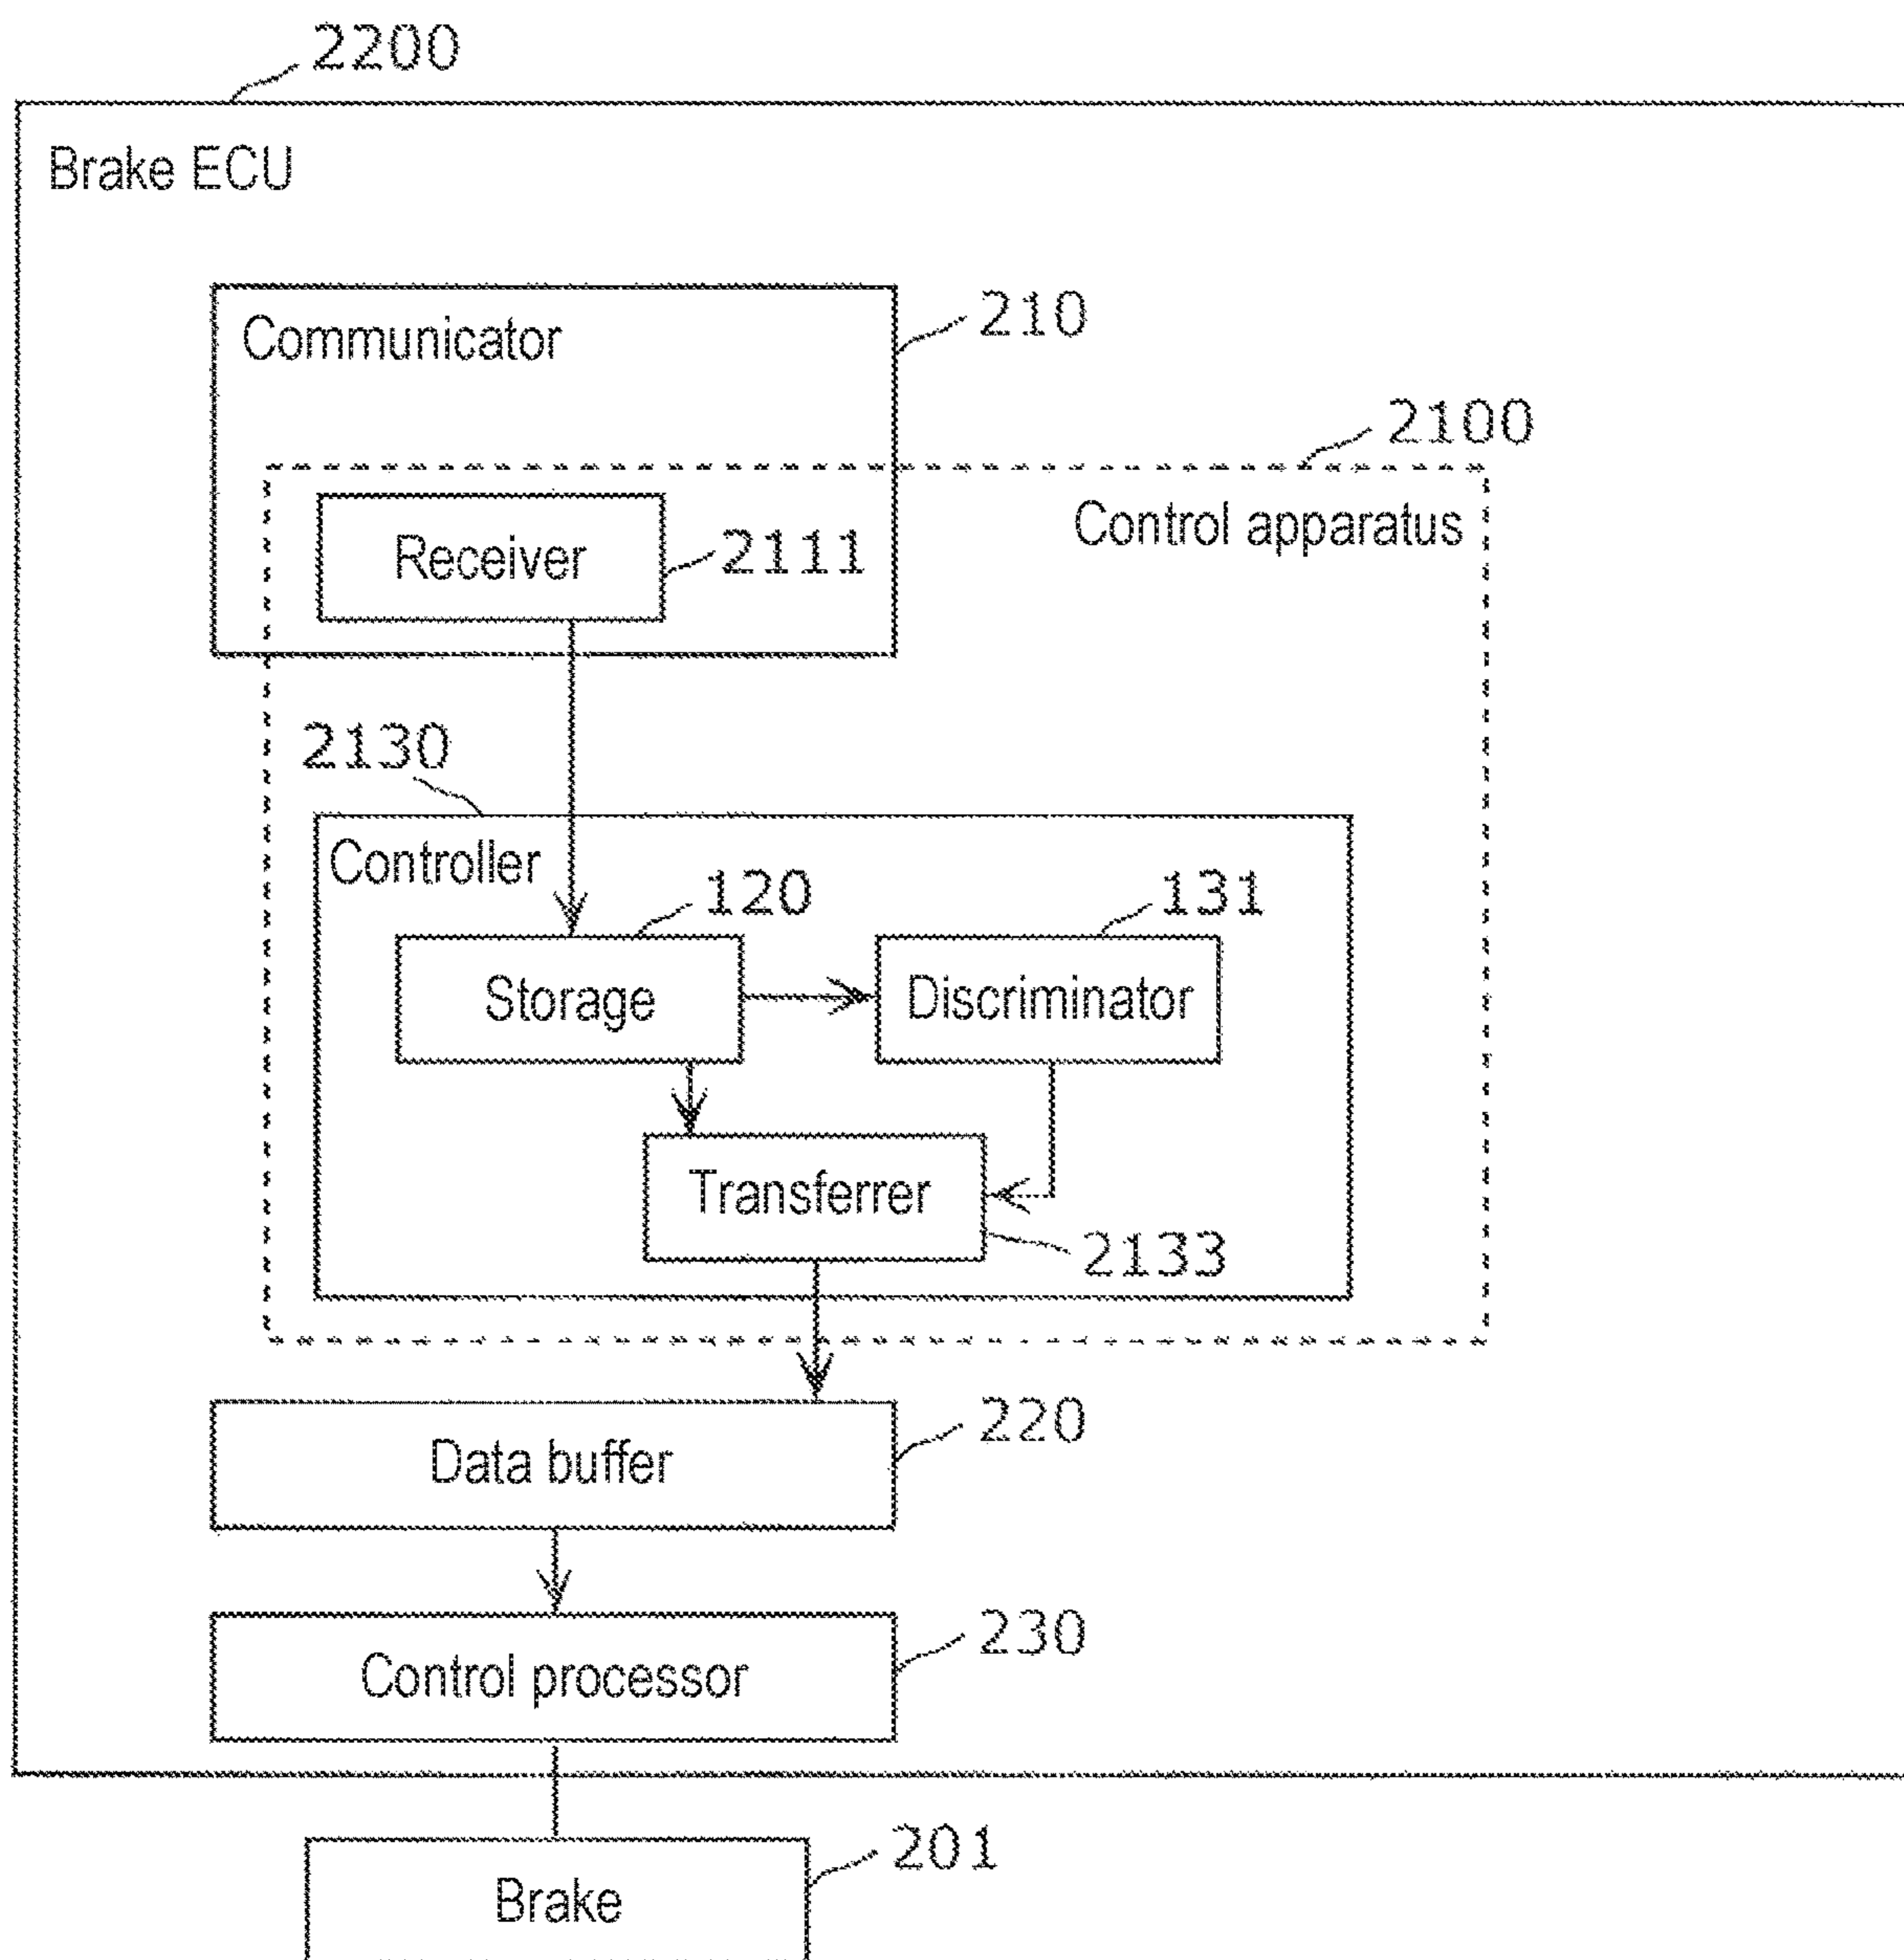 2200
Brake ECU
Communicator
210
2100
Control apparatus
Receiver
2111
2130
Controller
120
131
Storage
Discriminator
Transferrer
2133
220
Data buffer
230
Control processor
201
Brake